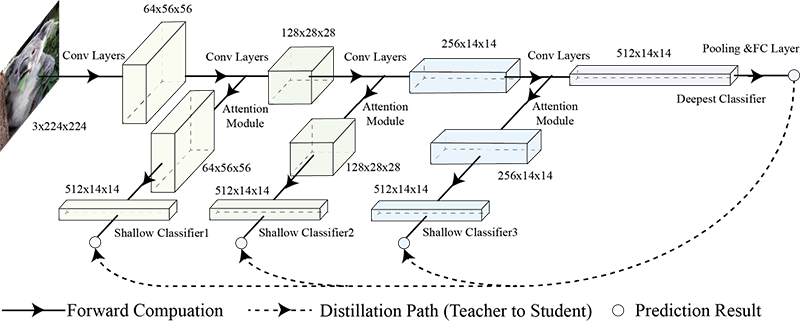 64x56x56
128x28x28
256x14x14
512x14x14
Pooling &FC Layer
Conv Layers
Conv Layers
Conv Layers
Conv Layers
Deepest Classifier
Attention
Module
Attention
Module
Attention
Module
3x224x224
64x56x56
128x28x28
256x14x14
512x14x14
512x14x14
512x14x14
Shallow Classifier1
Shallow Classifier2
Shallow Classifier3
Forward Compuation
Distillation Path (Teacher to Student)
Prediction Result